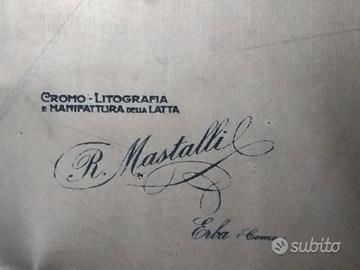 CROMO-LITOGRAFIA
E MANIFATTURA DELLA LATTA
R. Mastalli
Erba (Como
subito